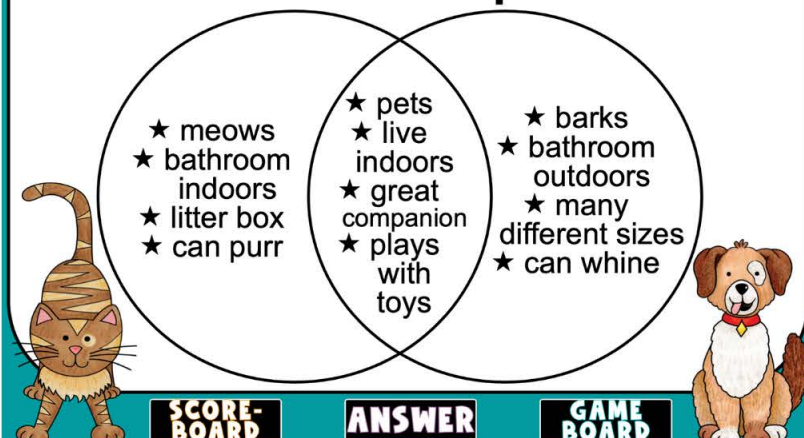 ★ meows
★ bathroom
indoors
★ litter box
★ can purr
★ pets
★ live
indoors
★ great
companion
★ plays
with
toys
★ barks
★ bathroom
outdoors
★ many
different sizes
★ can whine
SCORE-
BOARD
ANSWER
GAME
BOARD